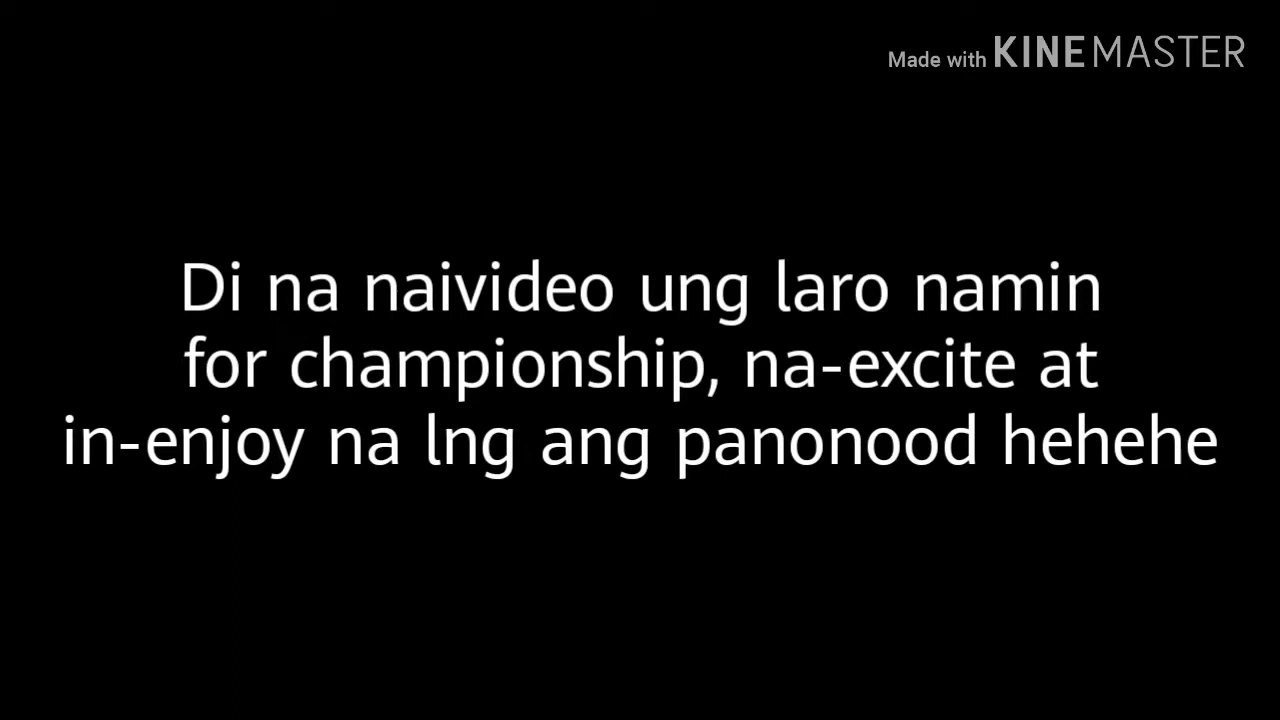 Made with KINEMASTER
Di na naivideo ung laro namin
for championship, na-excite at
in-enjoy na lng ang panonood hehehe